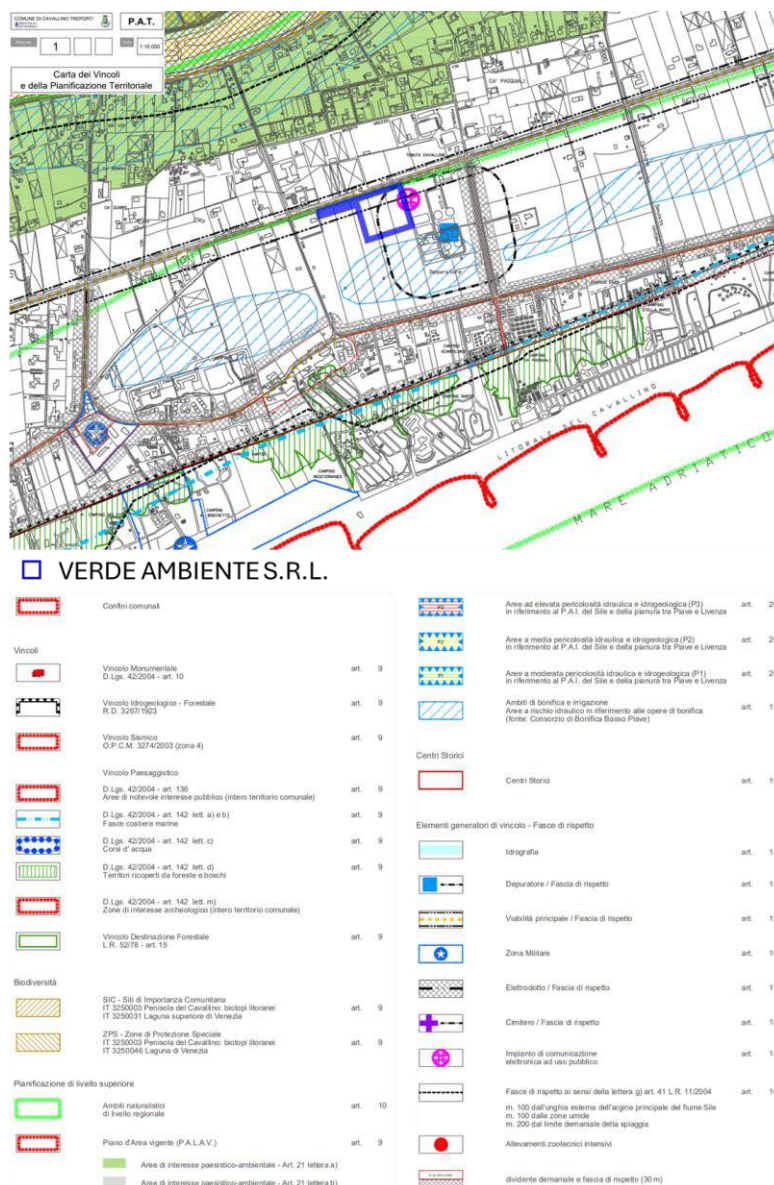 COMUNE DI CAVALLINO TREPORTI
P.A.T.
1
1:15.000
Carta dei Vincoli
e della Pianificazione Territoriale
CA' PASQUALI
TENUTA CAVALLINO
Depuratore
CAMPING
MEDITERRANEO
CAMPING
LITORALE DEL CAVALLINO
MARE ADRIATICO
VERDE AMBIENTE S.R.L.
Confini comunali
Vincoli
Vincolo Monumentale art. 9
D.Lgs. 42/2004 - art. 10
Vincolo Idrogeologico - Forestale art. 9
R.D. 3267/1923
Vincolo Sismico art. 9
O.P.C.M. 3274/2003 (zona 4)
Vincolo Paesaggistico
D.Lgs. 42/2004 - art. 136 art. 9
Aree di notevole interesse pubblico (intero territorio comunale)
D.Lgs. 42/2004 - art. 142 lett. a) e b) art. 9
Fasce costiere marine
D.Lgs. 42/2004 - art. 142 lett. c) art. 9
Corsi d' acqua
D.Lgs. 42/2004 - art. 142 lett. d) art. 9
Territori ricoperti da foreste e boschi
D.Lgs. 42/2004 - art. 142 lett. m) art. 9
Zone di interesse archeologico (intero territorio comunale)
Vincolo Destinazione Forestale art. 9
L.R. 52/78 - art. 15
Biodiversità
SIC - Siti di Importanza Comunitaria
IT 3250003 Penisola del Cavallino: biotopi litoranei art. 9
IT 3250031 Laguna superiore di Venezia
ZPS - Zone di Protezione Speciale
IT 3250003 Penisola del Cavallino: biotopi litoranei art. 9
IT 3250046 Laguna di Venezia
Pianificazione di livello superiore
Ambiti naturalistici art. 10
di livello regionale
Piano d'Area vigente (P.A.L.A.V.) art. 9
Aree di interesse paesistico-ambientale - Art. 21 lettera a)
Aree di interesse paesistico-ambientale - Art. 21 lettera b)
P3
Aree ad elevata pericolosità idraulica e idrogeologica (P3) art.
in riferimento al P.A.I. del Sile e della pianura tra Piave e Livenza
P2
Aree a media pericolosità idraulica e idrogeologica (P2) art.
in riferimento al P.A.I. del Sile e della pianura tra Piave e Livenza
P1
Aree a moderata pericolosità idraulica e idrogeologica (P1) art.
in riferimento al P.A.I. del Sile e della pianura tra Piave e Livenza
Ambiti di bonifica e irrigazione
Aree a rischio idraulico in riferimento alle opere di bonifica art.
(fonte: Consorzio di Bonifica Basso Piave)
Centri Storici
Centri Storici art.
Elementi generatori di vincolo - Fasce di rispetto
Idrografia art.
Depuratore / Fascia di rispetto art.
Viabilità principale / Fascia di rispetto art.
Zona Militare art.
Elettrodotto / Fascia di rispetto art.
Cimitero / Fascia di rispetto art.
Impianto di comunicazione art.
elettronica ad uso pubblico
Fasce di rispetto ai sensi della lettera g) art. 41 L.R. 11/2004 art.
m. 100 dall'unghia esterna dell'argine principale del fiume Sile
m. 100 dalle zone umide
m. 200 dal limite demaniale della spiaggia
Allevamenti zootecnici intensivi
dividente demaniale e fascia di rispetto (30 m)